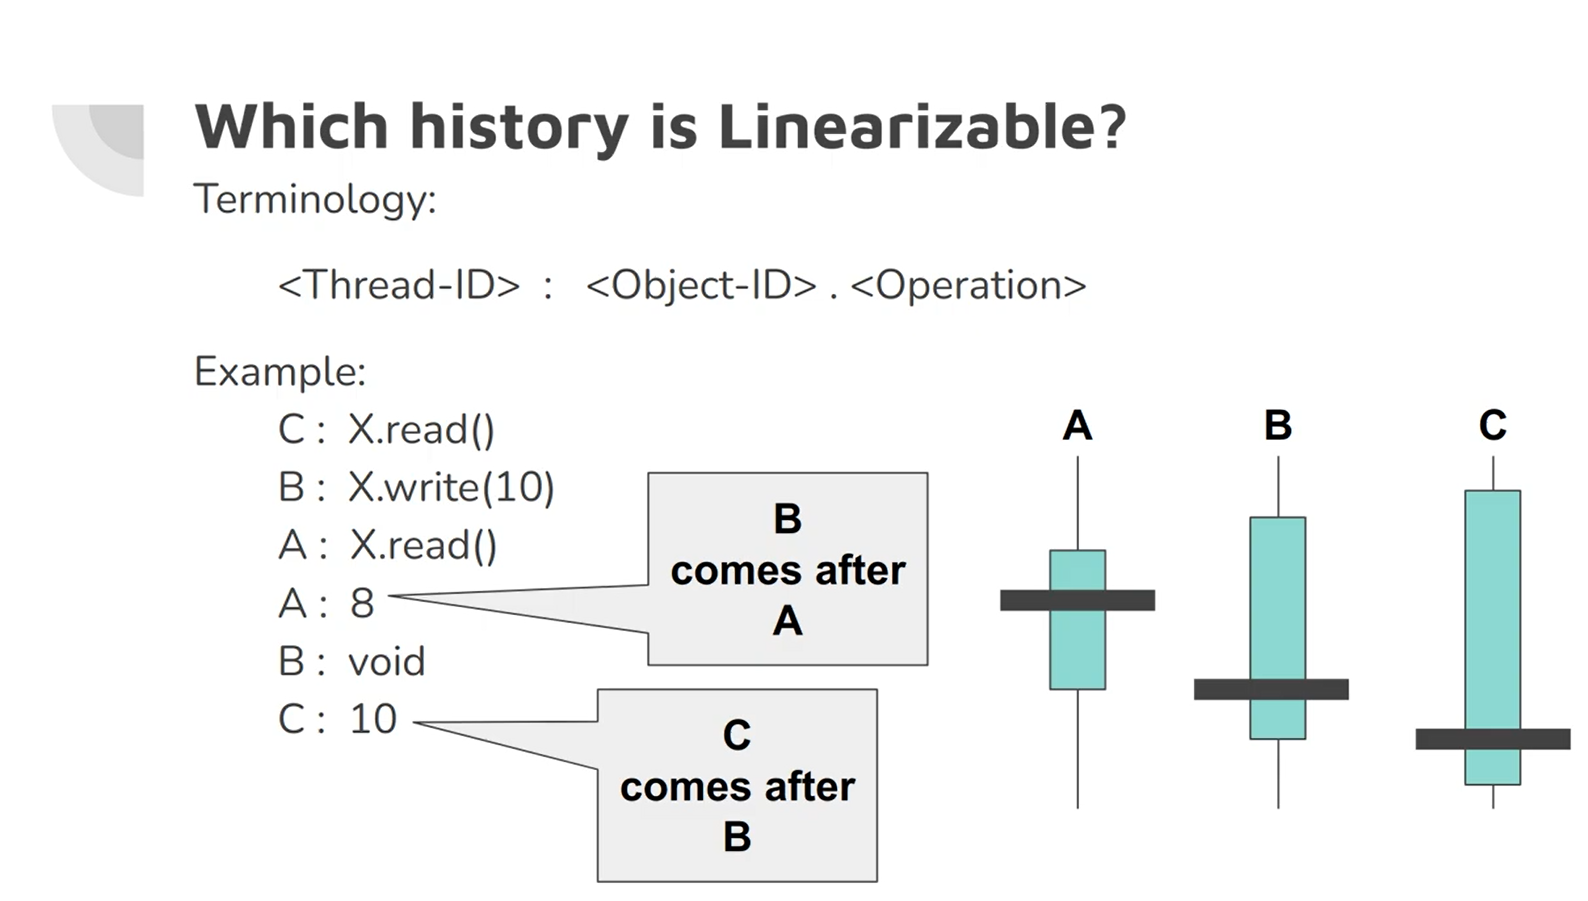 Which history is Linearizable?
Terminology:
<Thread-ID> : <Object-ID> . <Operation>
Example:
C : X.read()
B : X.write(10)
A : X.read()
A : 8
B : void
C : 10
B
comes after
A
C
comes after
B
A
B
C